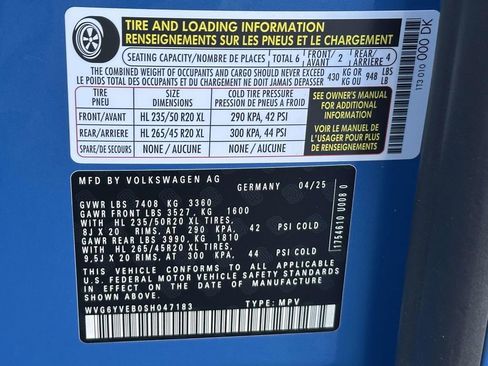 TIRE AND LOADING INFORMATION
RENSEIGNEMENTS SUR LES PNEUS ET LE CHARGEMENT
SEATING CAPACITY/NOMBRE DE PLACES TOTAL 6 FRONT/AVANT 2 REAR/ARRIERE 4
THE COMBINED WEIGHT OF OCCUPANTS AND CARGO SHOULD NEVER EXCEED
LE POIDS TOTAL DES OCCUPANTS ET DU CHARGEMENT NE DOIT JAMAIS DEPASSER
430 KG OR/OU 948 LBS/LB
TIRE/PNEU SIZE/DIMENSIONS COLD TIRE PRESSURE/PRESSION DE PNEUS A FROID
FRONT/AVANT HL 235/50 R20 XL 290 KPA, 42 PSI
REAR/ARRIERE HL 265/45 R20 XL 300 KPA, 44 PSI
SPARE/DE SECOURS NONE / AUCUNE NONE / AUCUNE
SEE OWNER'S MANUAL
FOR ADDITIONAL
INFORMATION
VOIR LE MANUEL DE
L'USAGER POUR PLUS DE
RENSEIGNEMENTS
1T3 010 000 DK
MFD BY VOLKSWAGEN AG
GERMANY 04/25
GVWR LBS 7408 KG 3360
GAWR FRONT LBS 3527, KG 1600
HL 235/50R20 XL TIRES.
8J X 20 RIMS, AT 290 KPA 42 PSI COLD
GAWR REAR LBS 3990, KG 1810
HL 265/45R20 XL TIRES.
9.5J X 20 RIMS, AT 300 KPA, 44 PSI COLD
THIS VEHICLE CONFORMS TO ALL APPLICABLE
U.S. FEDERAL MOTOR VEHICLE SAFETY STANDARDS
IN EFFECT ON THE DATE OF MANUFACTURE
SHOWN ABOVE.
WVG6YVEB0SH047183 TYPE: MPV
1754610 U008 0